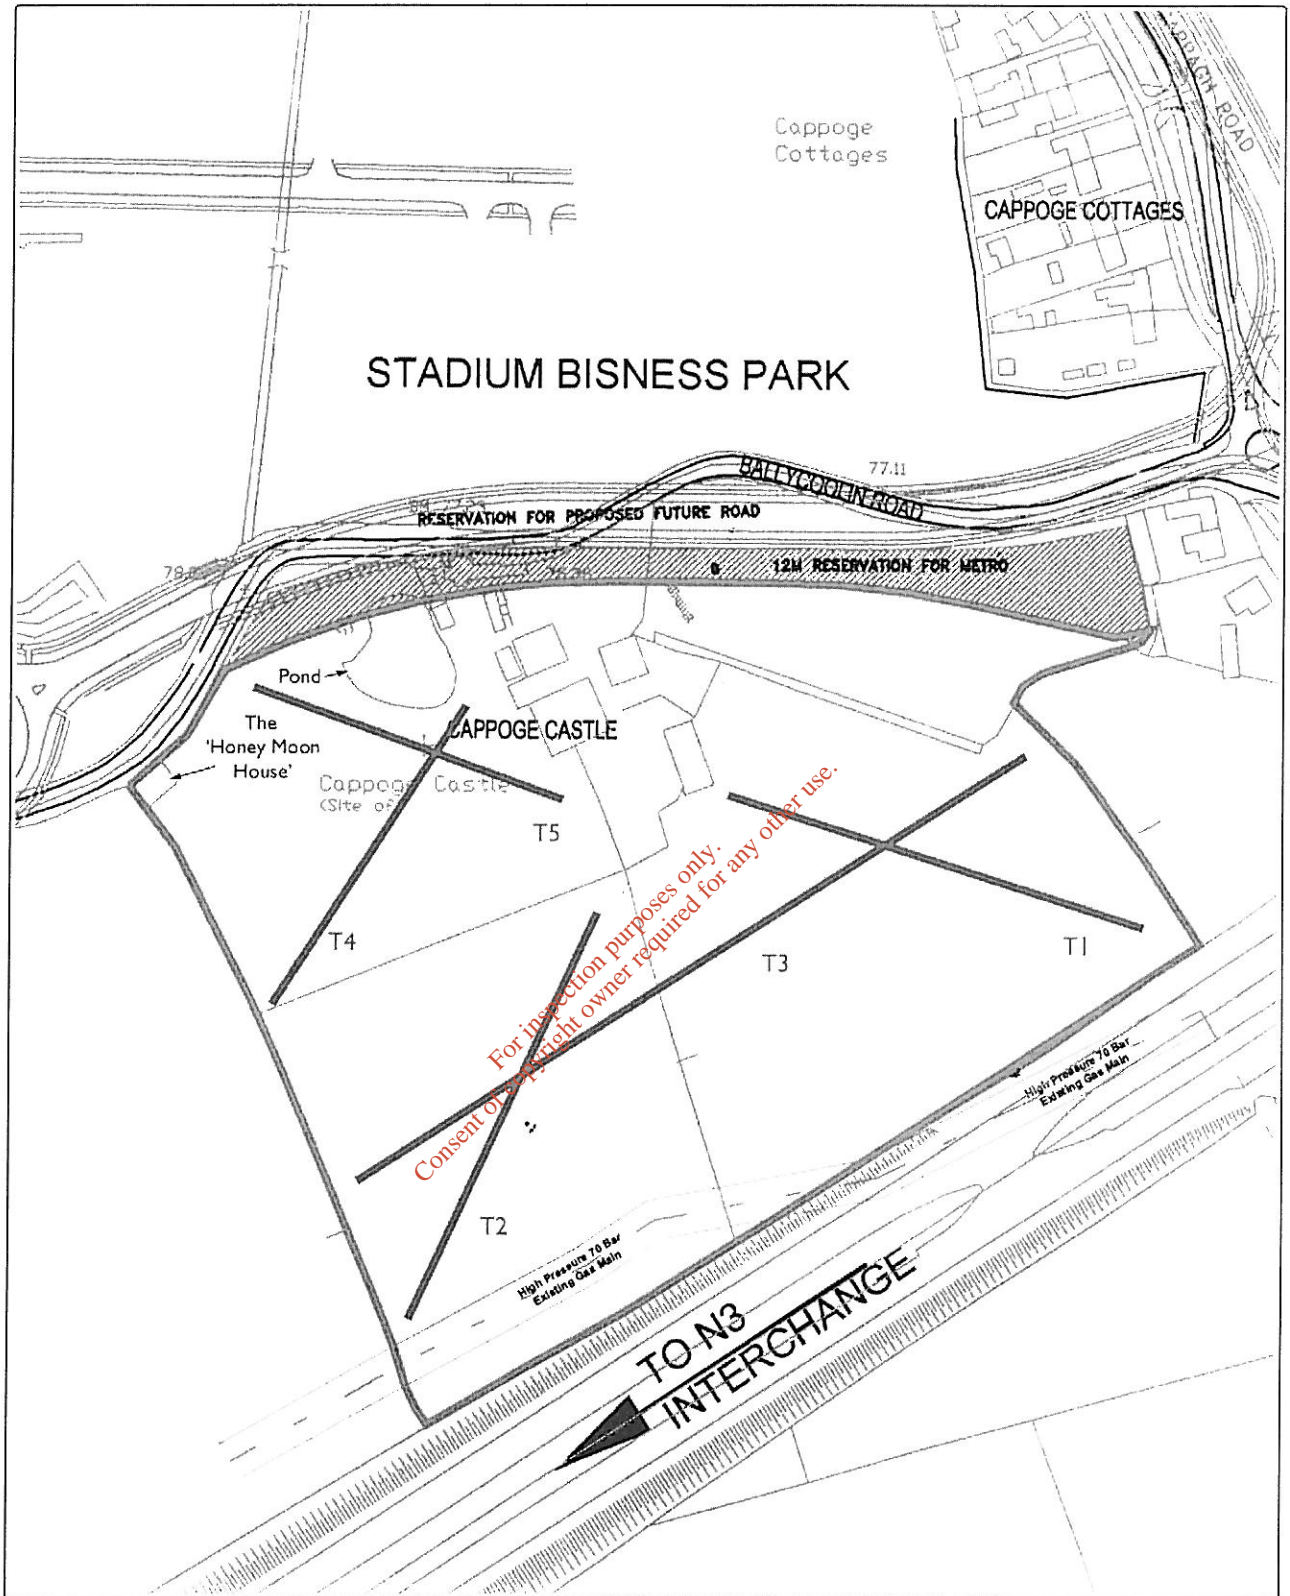 Cappoge
Cottages
ROAD
CAPPOGE COTTAGES
STADIUM BISNESS PARK
BALLYCOOLIN ROAD
77.11
RESERVATION FOR PROPOSED FUTURE ROAD
12M RESERVATION FOR METRO
Pond
The
'Honey Moon
House'
CAPPOGE CASTLE
Cappoge Castle
(Site of
T5
T4
T3
T1
T2
For inspection purposes only.
Consent of copyright owner required for any other use.
High Pressure 70 Bar
Existing Gas Main
High Pressure 70 Bar
Existing Gas Main
TO N3
INTERCHANGE